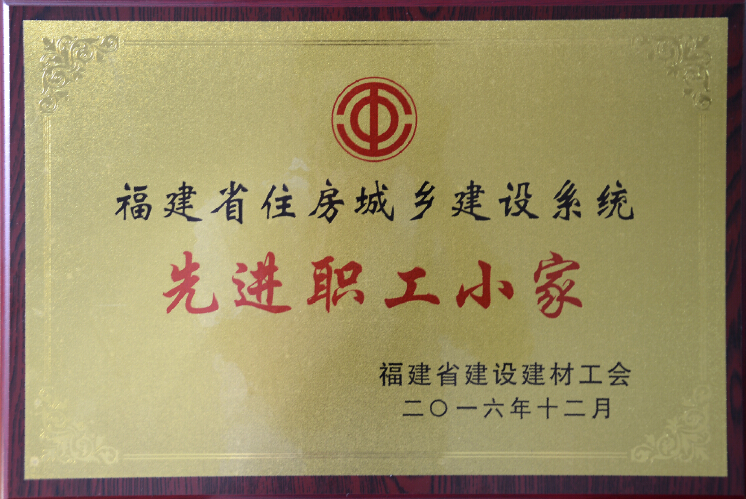 福建省住房城乡建设系统
先进职工小家
福建省建设建材工会
二〇一六年十二月